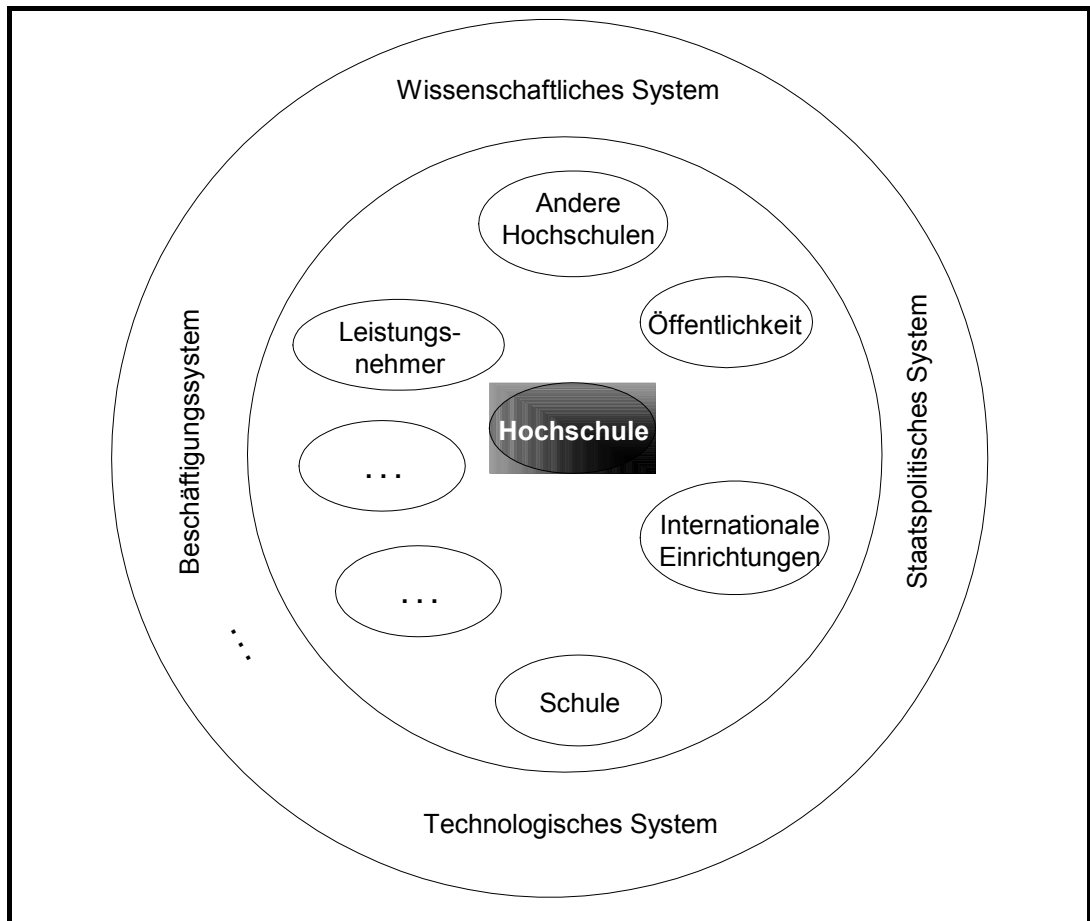 Wissenschaftliches System
Andere
Hochschulen
Öffentlichkeit
Leistungs-
nehmer
Hochschule
Beschäftigungssystem
Staatspolitisches System
. . .
Internationale
Einrichtungen
. . .
. . .
Schule
Technologisches System